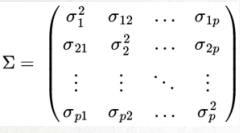 Σ = ( σ₁² σ₁₂ … σ₁ₚ
σ₂₁ σ₂² … σ₂ₚ
⋮ ⋮ ⋱ ⋮
σₚ₁ σₚ₂ … σₚ² )